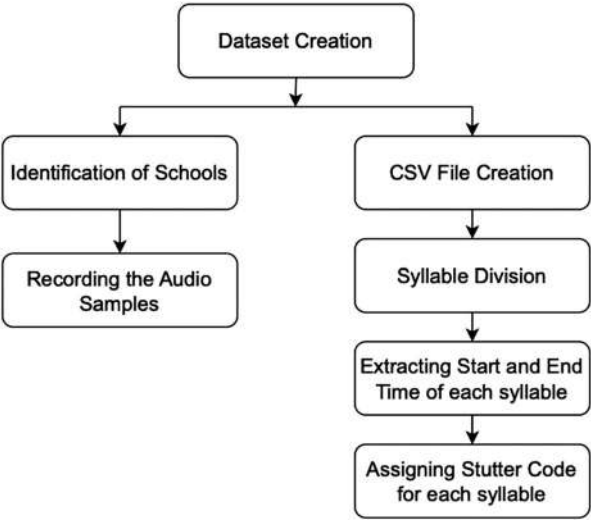 Dataset Creation
Identification of Schools
Recording the Audio
Samples
CSV File Creation
Syllable Division
Extracting Start and End
Time of each syllable
Assigning Stutter Code
for each syllable